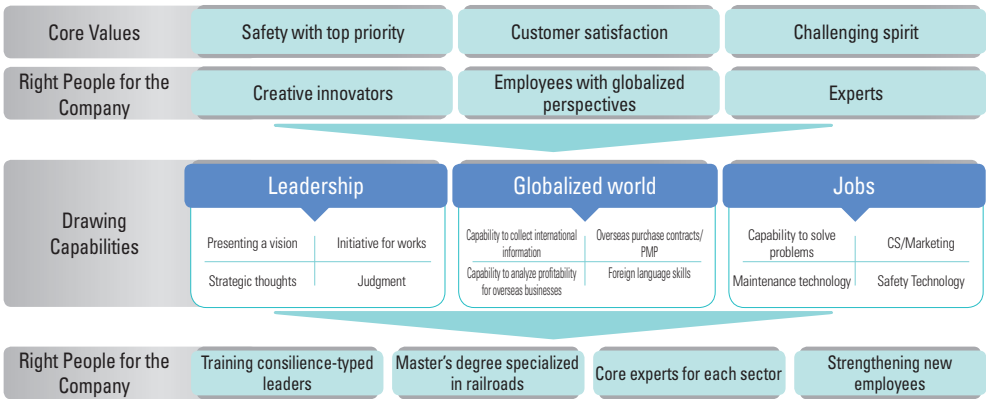 Core Values
Safety with top priority
Customer satisfaction
Challenging spirit
Right People for the
Company
Creative innovators
Employees with globalized
perspectives
Experts
Drawing
Capabilities
Leadership
Presenting a vision
Initiative for works
Strategic thoughts
Judgment
Globalized world
Capability to collect international
information
Overseas purchase contracts/
PMP
Capability to analyze profitability
for overseas businesses
Foreign language skills
Jobs
Capability to solve
problems
CS/Marketing
Maintenance technology
Safety Technology
Right People for the
Company
Training consilience-typed
leaders
Master's degree specialized
in railroads
Core experts for each sector
Strengthening new
employees